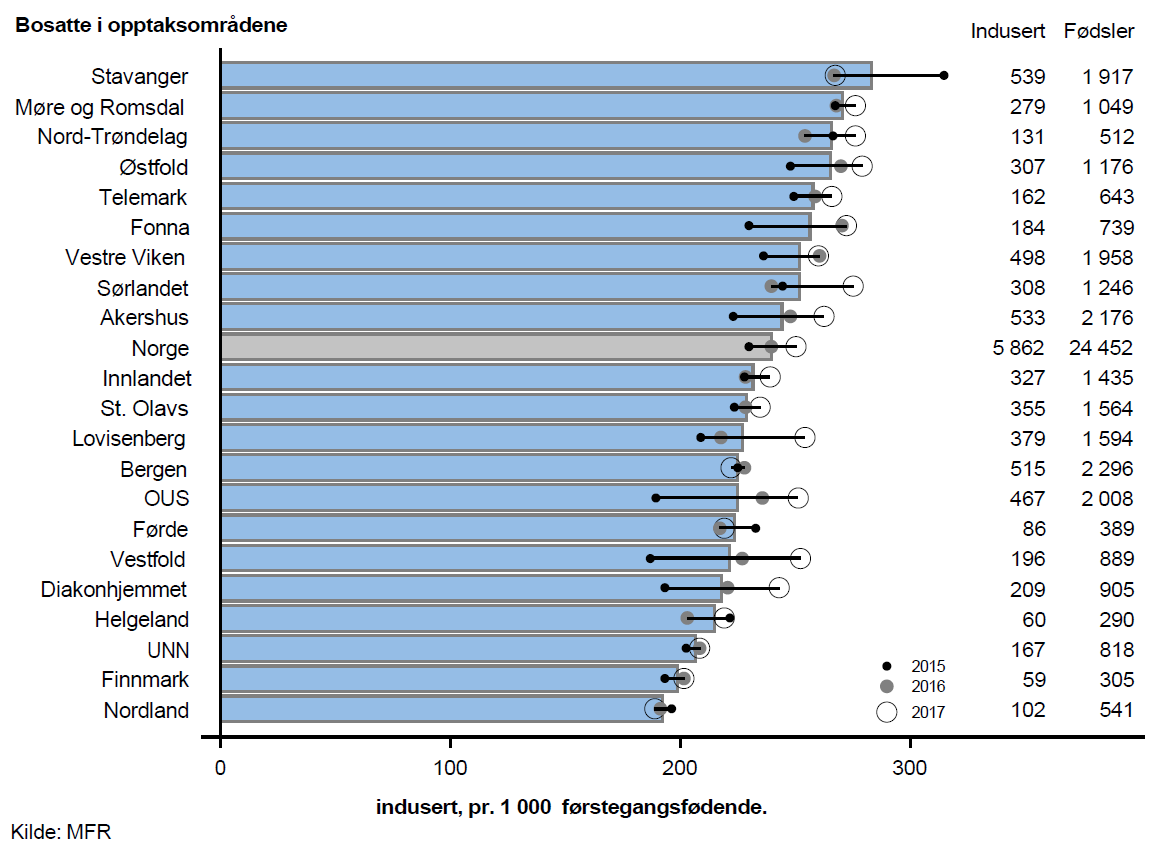 Bosatte i opptaksområdene
Indusert Fødsler
Stavanger 539 1 917
Møre og Romsdal 279 1 049
Nord-Trøndelag 131 512
Østfold 307 1 176
Telemark 162 643
Fonna 184 739
Vestre Viken 498 1 958
Sørlandet 308 1 246
Akershus 533 2 176
Norge 5 862 24 452
Innlandet 327 1 435
St. Olavs 355 1 564
Lovisenberg 379 1 594
Bergen 515 2 296
OUS 467 2 008
Førde 86 389
Vestfold 196 889
Diakonhjemmet 209 905
Helgeland 60 290
UNN 167 818
Finnmark 59 305
Nordland 102 541
2015
2016
2017
0 100 200 300
indusert, pr. 1 000 førstegangsfødende.
Kilde: MFR